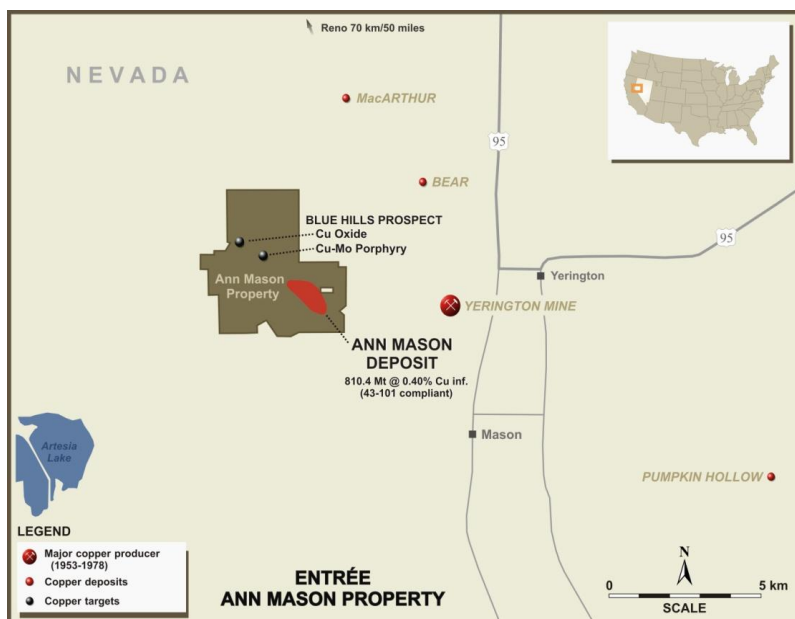 Reno 70 km/50 miles
NEVADA
MacARTHUR
95
BEAR
BLUE HILLS PROSPECT
Cu Oxide
Cu-Mo Porphyry
95
Ann Mason
Property
Yerington
YERINGTON MINE
ANN MASON
DEPOSIT
810.4 Mt @ 0.40% Cu inf.
(43-101 compliant)
Artesia
Lake
Mason
PUMPKIN HOLLOW
LEGEND
Major copper producer
(1953-1978)
Copper deposits
Copper targets
ENTRÉE
ANN MASON PROPERTY
N
0 5 km
SCALE